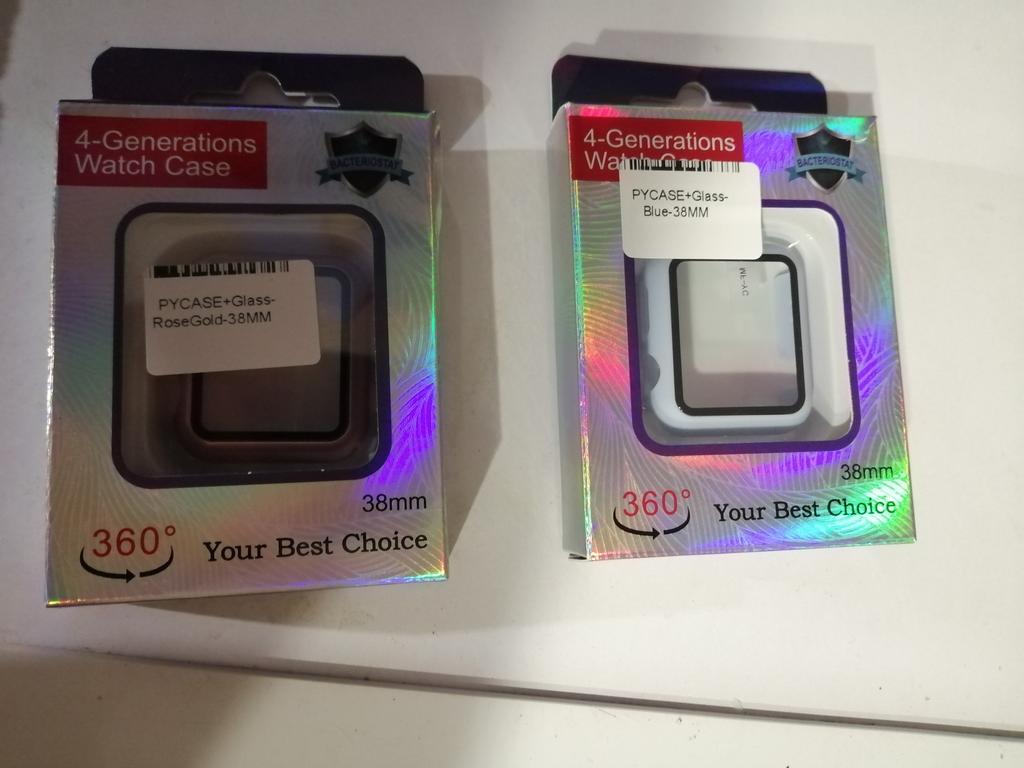 4-Generations
Watch Case
BACTERIOSTAT
PYCASE+Glass-
RoseGold-38MM
38mm
360°
Your Best Choice
4-Generations
BACTERIOSTAT
PYCASE+Glass-
Blue-38MM
38mm
360°
Your Best Choice